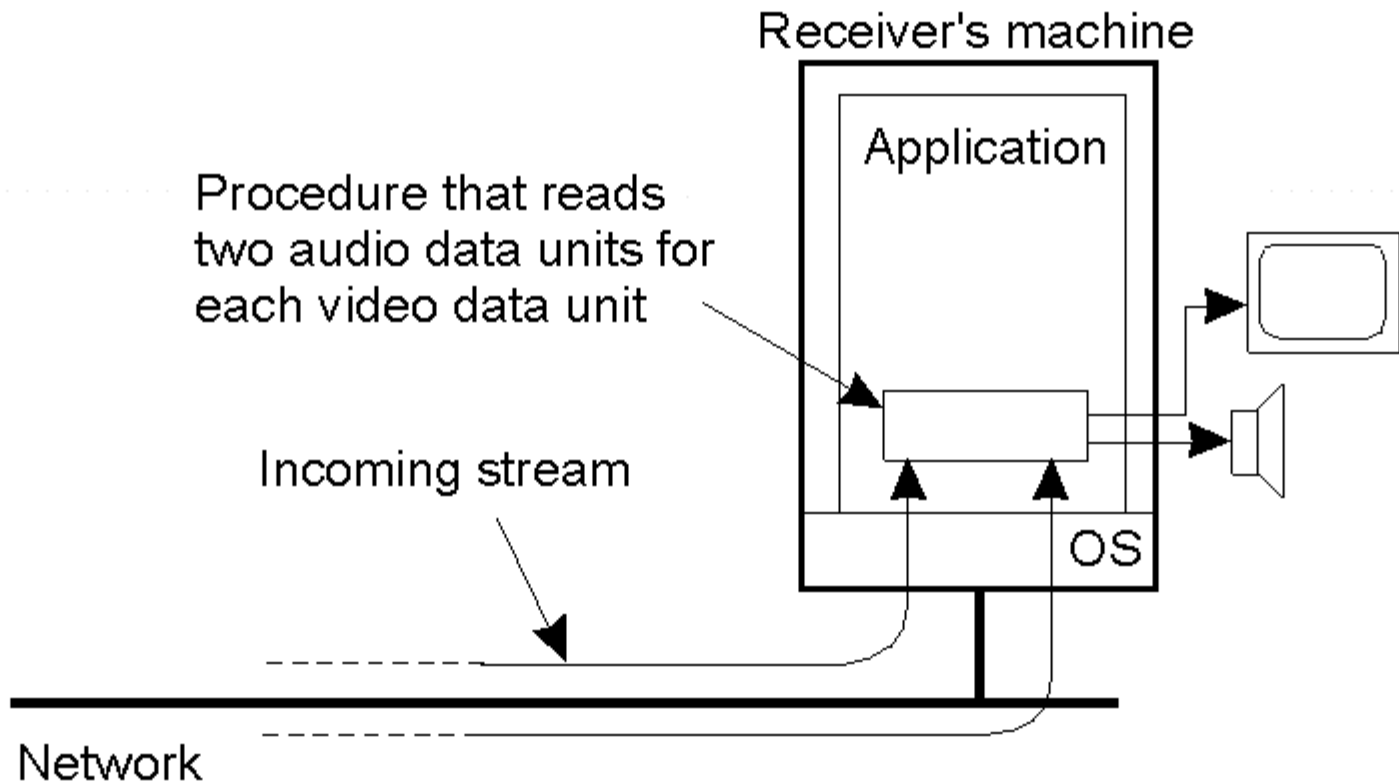 Receiver's machine
Application
Procedure that reads
two audio data units for
each video data unit
Incoming stream
OS
Network